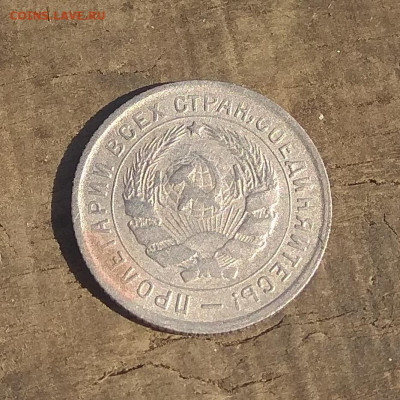 COINS.LAVE.RU
ПРОЛЕТАРИИ ВСЕХ СТРАН, СОЕДИНЯЙТЕСЬ! —